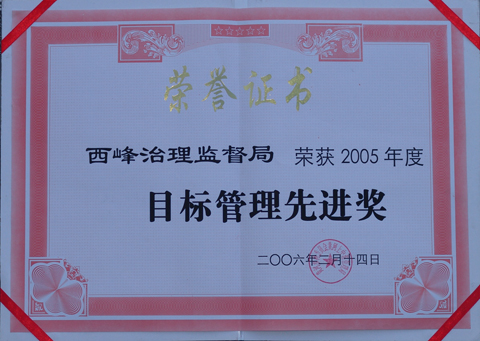 荣誉证书
西峰治理监督局 荣获 2005 年度
目标管理先进奖
二〇〇六年二月十四日